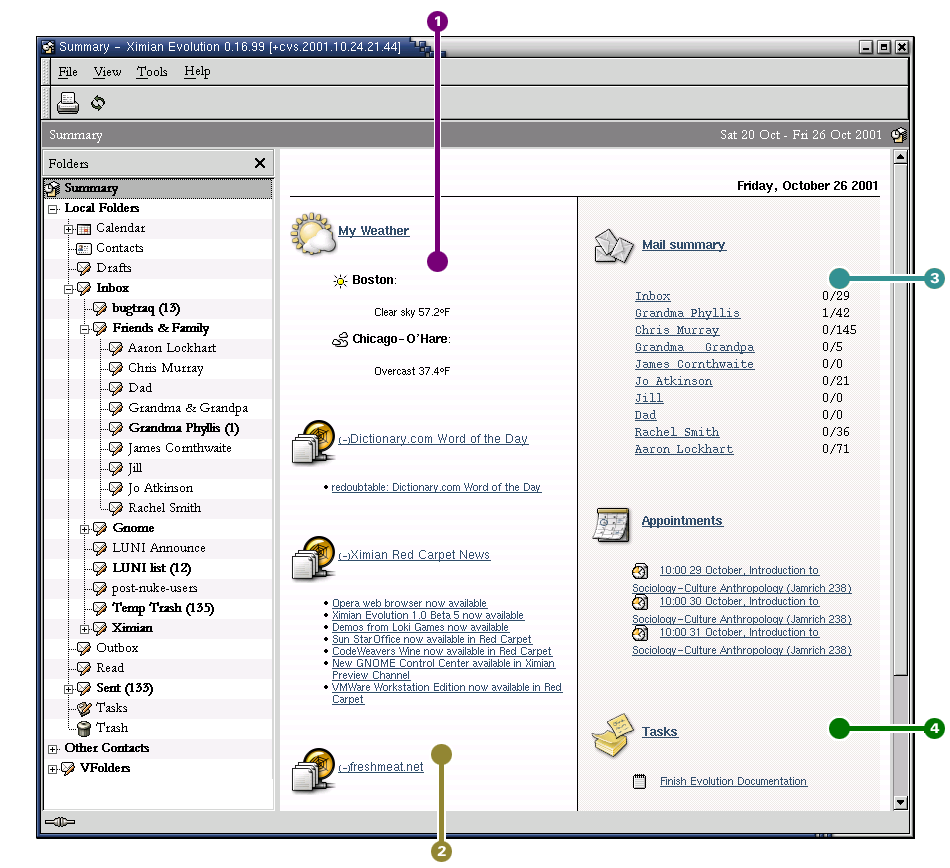 1
Summary - Ximian Evolution 0.16.99 [+cvs.2001.10.24.21.44]
File View Tools Help
Summary
Sat 20 Oct - Fri 26 Oct 2001
Folders
Summary
Local Folders
Calendar
Contacts
Drafts
Inbox
bugtraq (13)
Friends & Family
Aaron Lockhart
Chris Murray
Dad
Grandma & Grandpa
Grandma Phyllis (1)
James Cornthwaite
Jill
Jo Atkinson
Rachel Smith
Gnome
LUNI Announce
LUNI list (12)
post-nuke-users
Temp Trash (135)
Ximian
Outbox
Read
Sent (133)
Tasks
Trash
Other Contacts
VFolders
Friday, October 26 2001
My Weather
Boston:
Clear sky 57.2ºF
Chicago-O'Hare:
Overcast 37.4ºF
(-)Dictionary.com Word of the Day
• redoubtable: Dictionary.com Word of the Day
(-)Ximian Red Carpet News
• Opera web browser now available
• Ximian Evolution 1.0 Beta 5 now available
• Demos from Loki Games now available
• Sun StarOffice now available in Red Carpet
• CodeWeavers Wine now available in Red Carpet
• New GNOME Control Center available in Ximian
Preview Channel
• VMWare Workstation Edition now available in Red
Carpet
(-)freshmeat.net
2
Mail summary
3
Inbox 0/29
Grandma Phyllis 1/42
Chris Murray 0/145
Grandma Grandpa 0/5
James Cornthwaite 0/0
Jo Atkinson 0/21
Jill 0/0
Dad 0/0
Rachel Smith 0/36
Aaron Lockhart 0/71
Appointments
10:00 29 October, Introduction to
Sociology-Culture Anthropology (Jamrich 238)
10:00 30 October, Introduction to
Sociology-Culture Anthropology (Jamrich 238)
10:00 31 October, Introduction to
Sociology-Culture Anthropology (Jamrich 238)
Tasks
4
Finish Evolution Documentation